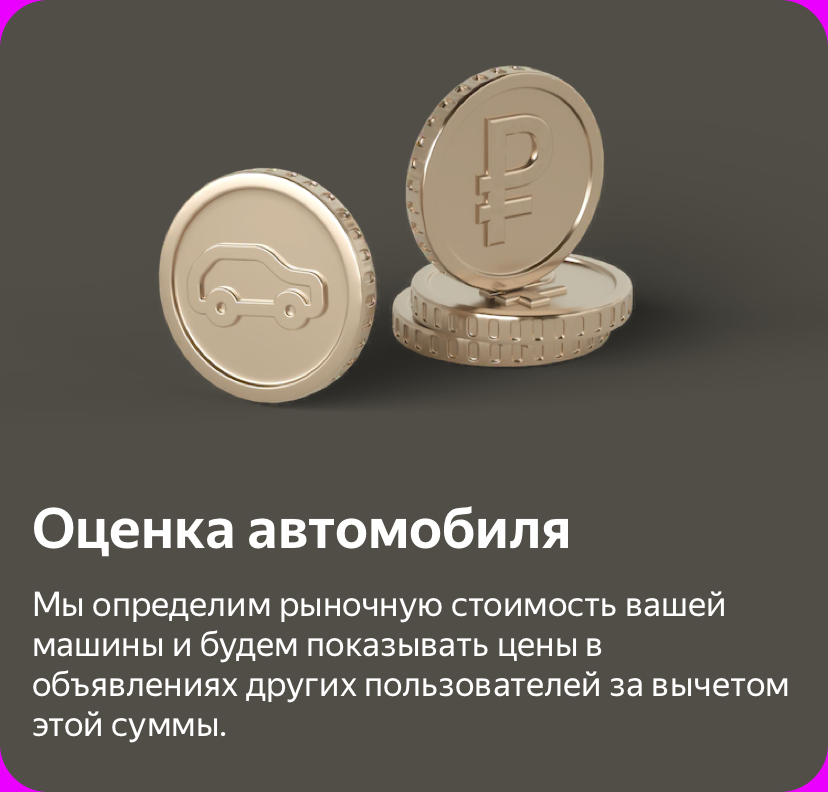 Оценка автомобиля
Мы определим рыночную стоимость вашей
машины и будем показывать цены в
объявлениях других пользователей за вычетом
этой суммы.